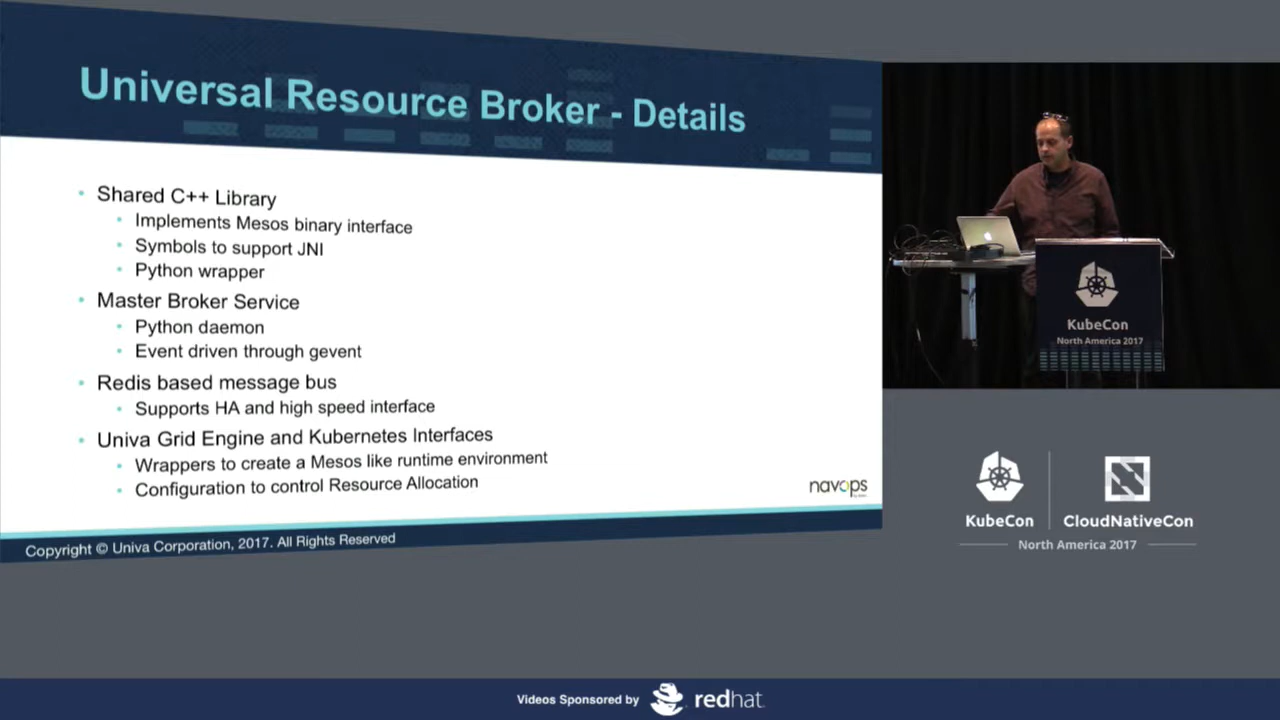 Universal Resource Broker - Details
• Shared C++ Library
• Implements Mesos binary interface
• Symbols to support JNI
• Python wrapper
• Master Broker Service
• Python daemon
• Event driven through gevent
• Redis based message bus
• Supports HA and high speed interface
• Univa Grid Engine and Kubernetes Interfaces
• Wrappers to create a Mesos like runtime environment
• Configuration to control Resource Allocation
navops
Copyright © Univa Corporation, 2017. All Rights Reserved
KubeCon
North America 2017
KubeCon
CloudNativeCon
North America 2017
Videos Sponsored by
redhat